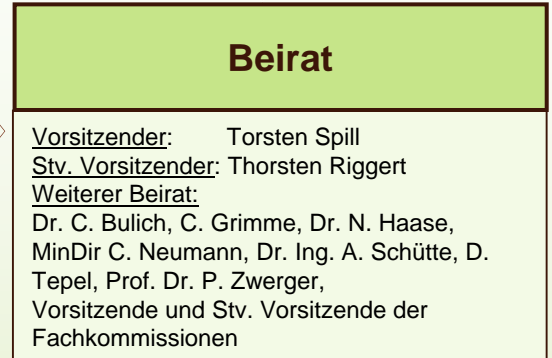 Beirat
Vorsitzender: Torsten Spill
Stv. Vorsitzender: Thorsten Riggert
Weiterer Beirat:
Dr. C. Bulich, C. Grimme, Dr. N. Haase,
MinDir C. Neumann, Dr. Ing. A. Schütte, D.
Tepel, Prof. Dr. P. Zwerger,
Vorsitzende und Stv. Vorsitzende der
Fachkommissionen